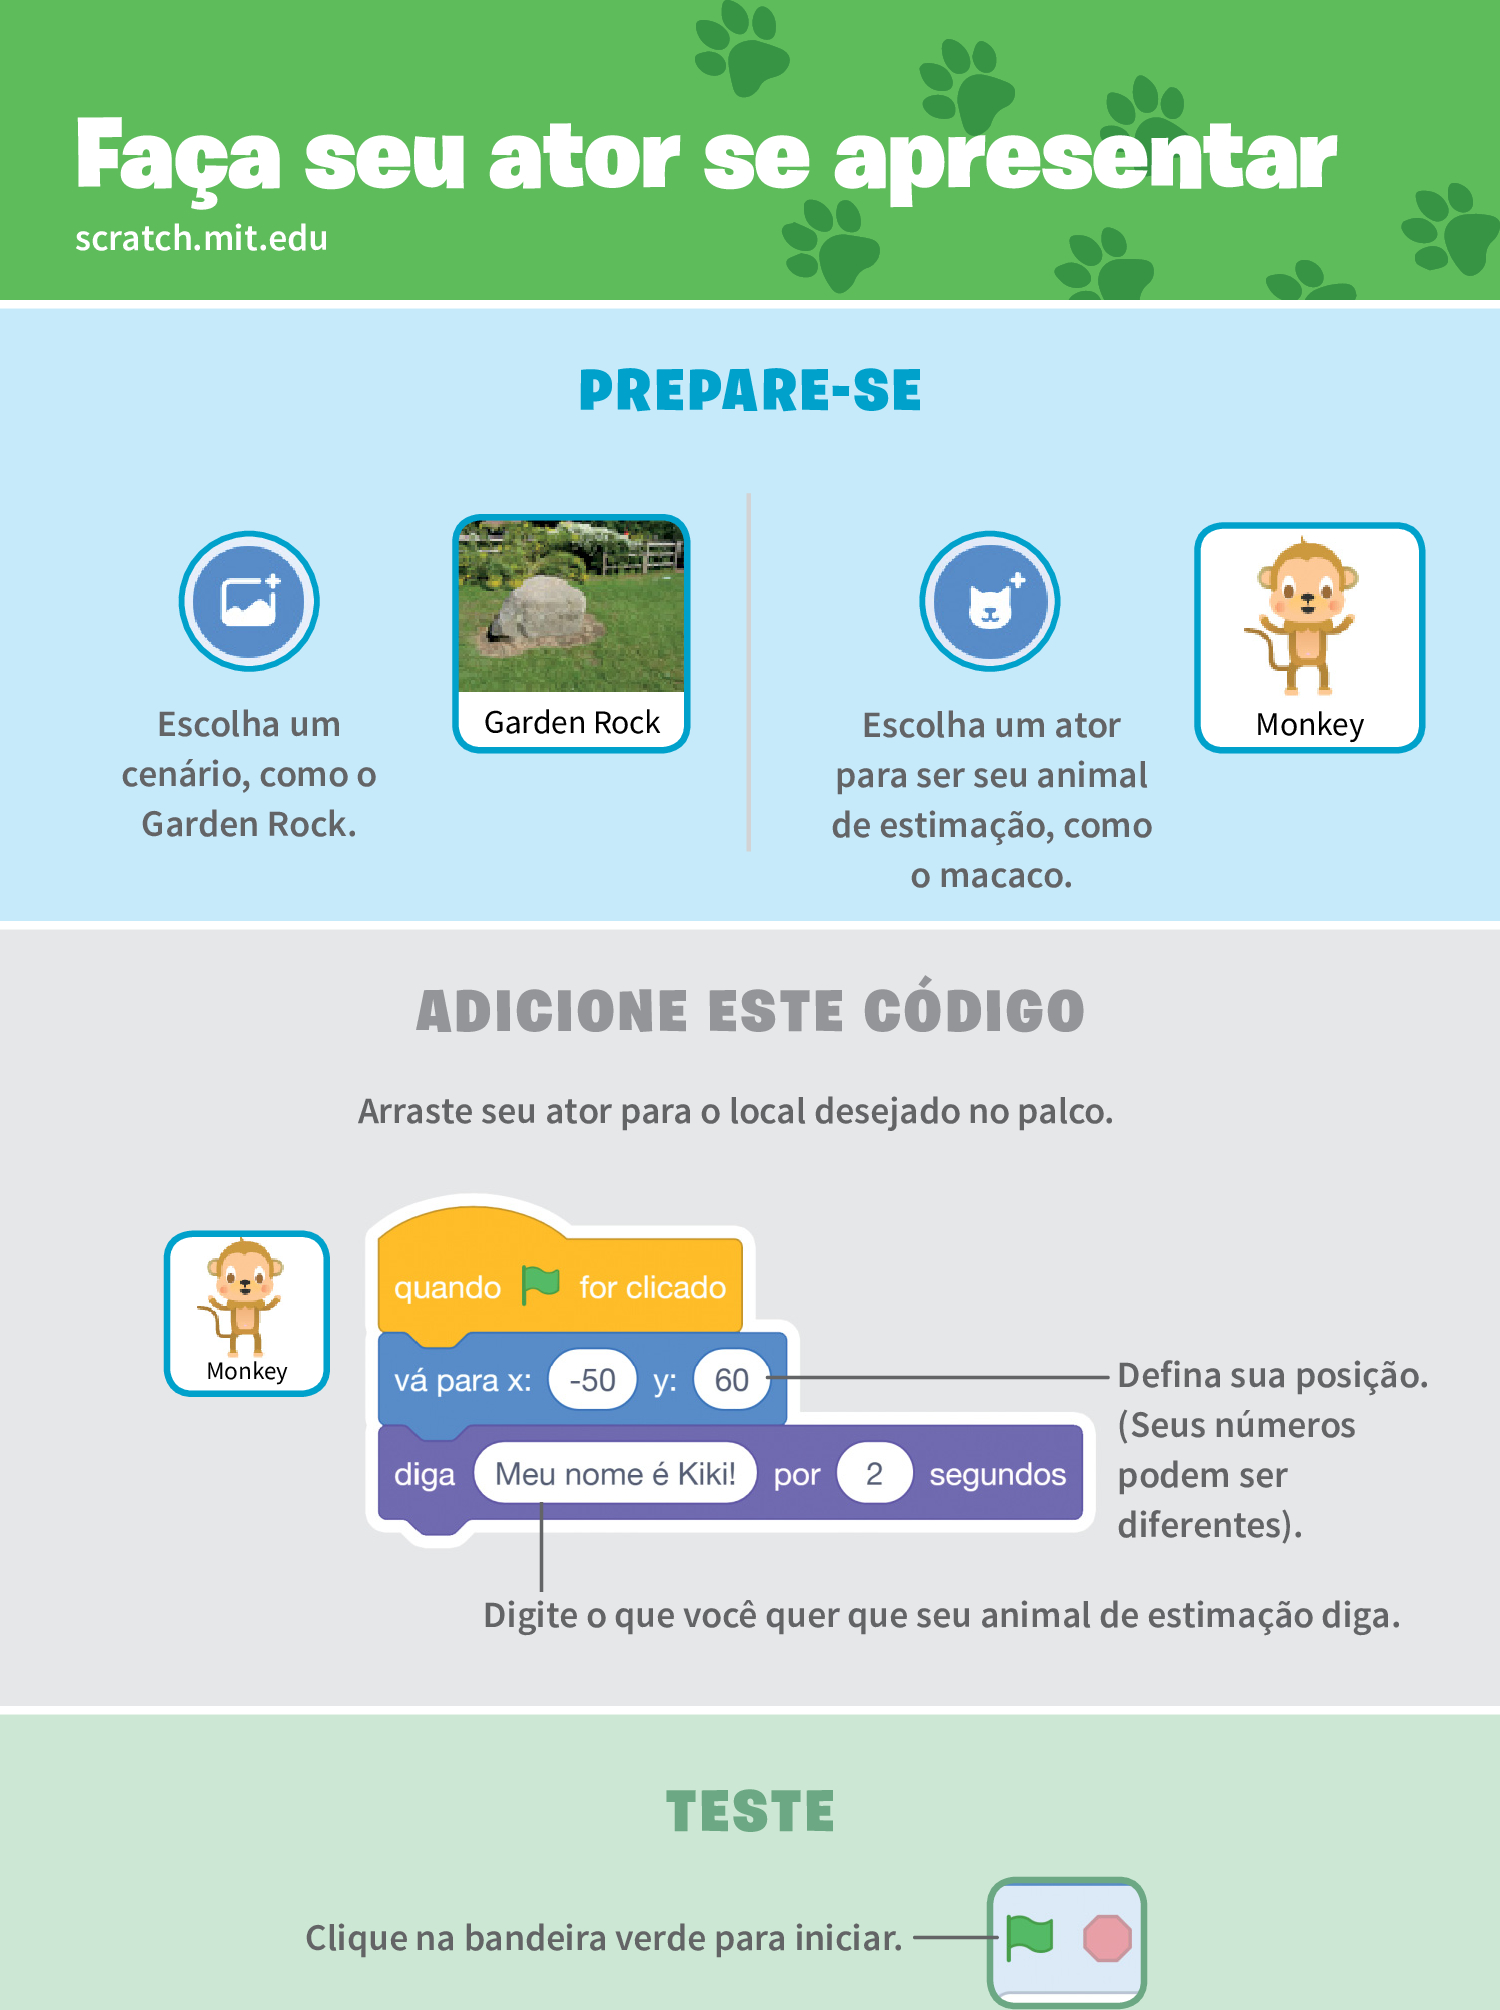 Faça seu ator se apresentar
scratch.mit.edu
PREPARE-SE
Escolha um
cenário, como o
Garden Rock.
Garden Rock
Escolha um ator
para ser seu animal
de estimação, como
o macaco.
Monkey
ADICIONE ESTE CÓDIGO
Arraste seu ator para o local desejado no palco.
Monkey
quando for clicado
vá para x: -50 y: 60
diga Meu nome é Kiki! por 2 segundos
Defina sua posição.
(Seus números
podem ser
diferentes).
Digite o que você quer que seu animal de estimação diga.
TESTE
Clique na bandeira verde para iniciar.